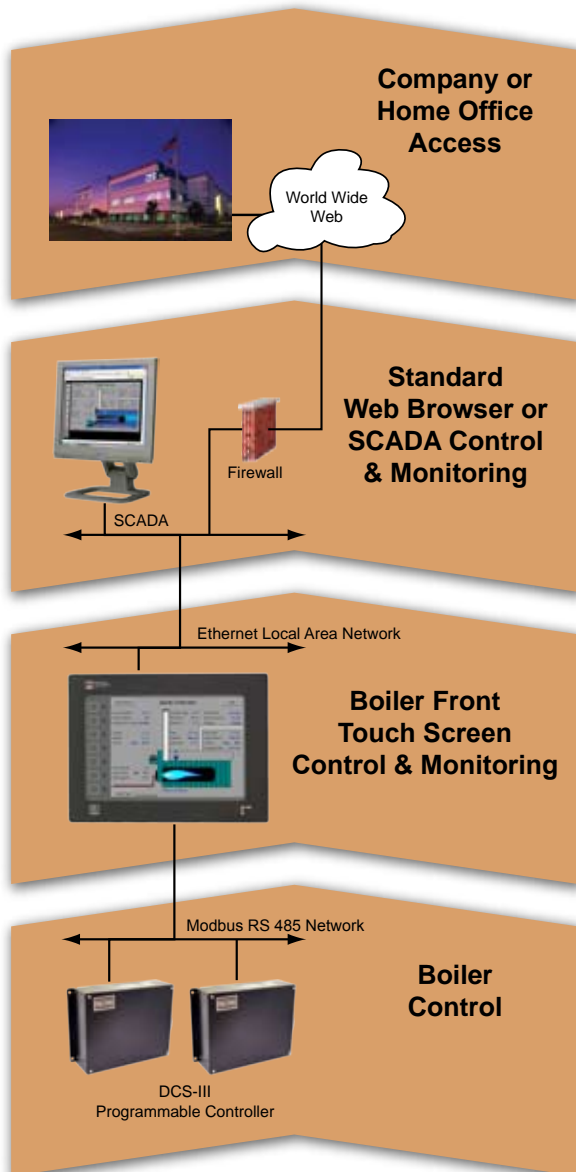 Company or
Home Office
Access
World Wide
Web
Standard
Web Browser or
SCADA Control
& Monitoring
Firewall
SCADA
Ethernet Local Area Network
Boiler Front
Touch Screen
Control & Monitoring
Modbus RS 485 Network
Boiler
Control
DCS-III
Programmable Controller